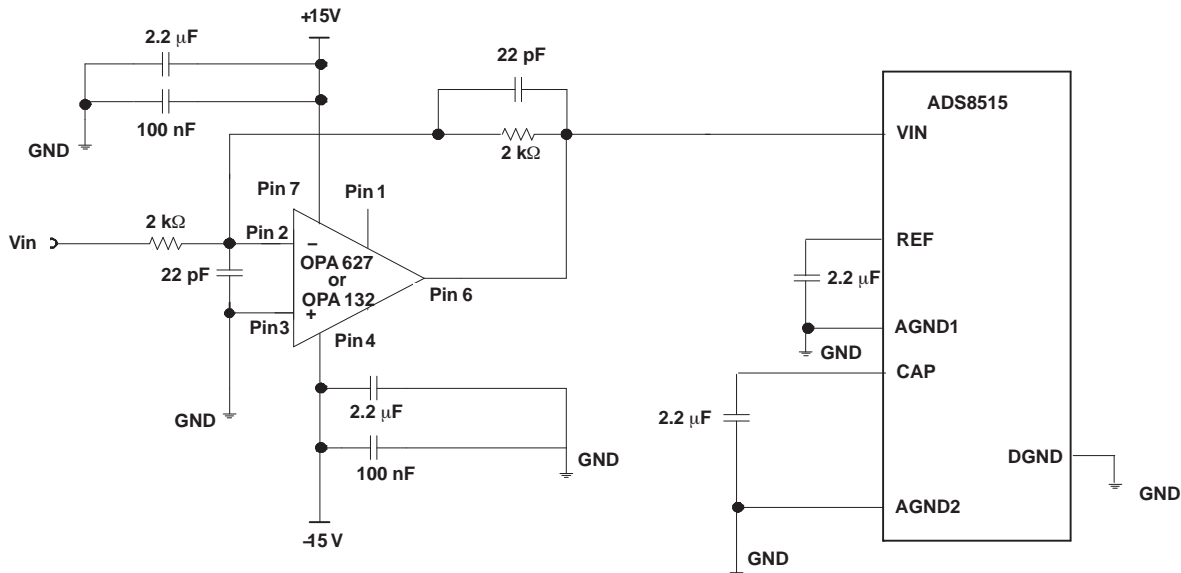 +15V
2.2 μF
22 pF
ADS8515
100 nF
VIN
GND
2 kΩ
Pin 7
Pin 1
2 kΩ
Vin
Pin 2
−
REF
OPA 627
22 pF
or
2.2 μF
OPA 132
Pin 6
+
Pin3
AGND1
Pin 4
GND
CAP
GND
2.2 μF
2.2 μF
GND
DGND
100 nF
GND
AGND2
–15 V
GND